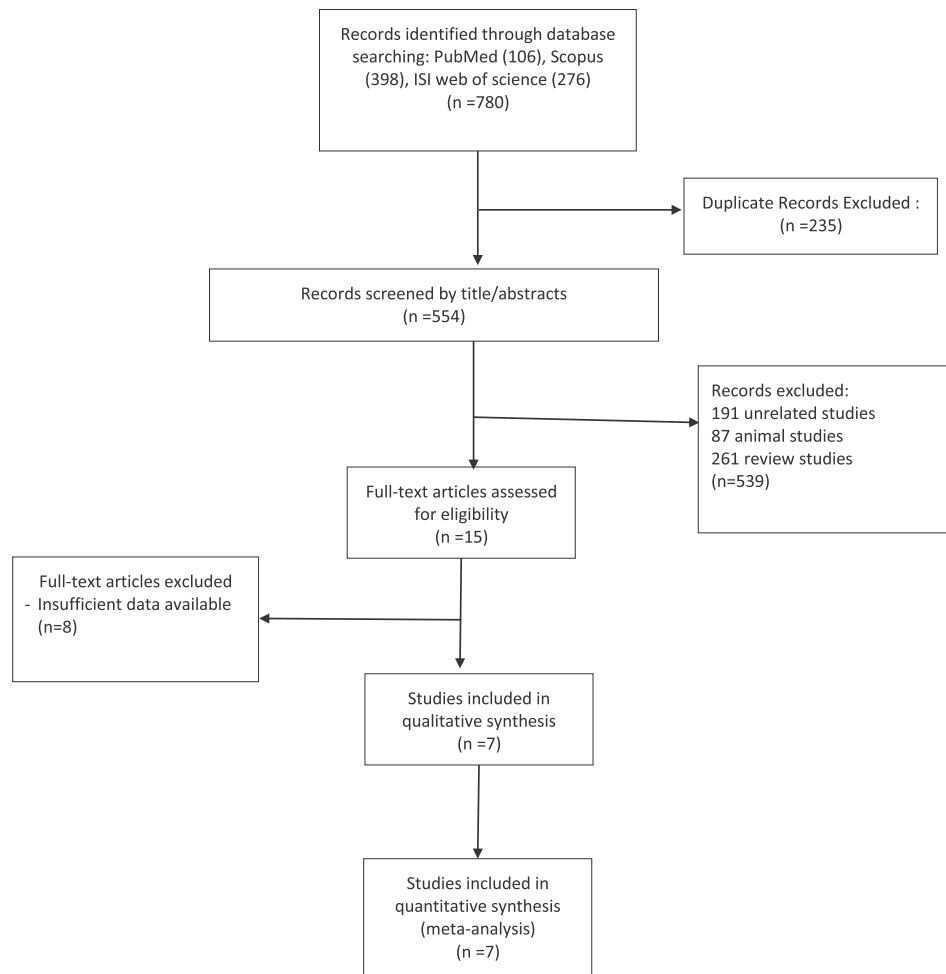 Records identified through database
searching: PubMed (106), Scopus
(398), ISI web of science (276)
(n =780)
Duplicate Records Excluded :
(n =235)
Records screened by title/abstracts
(n =554)
Records excluded:
191 unrelated studies
87 animal studies
261 review studies
(n=539)
Full-text articles assessed
for eligibility
(n =15)
Full-text articles excluded
- Insufficient data available
(n=8)
Studies included in
qualitative synthesis
(n =7)
Studies included in
quantitative synthesis
(meta-analysis)
(n =7)